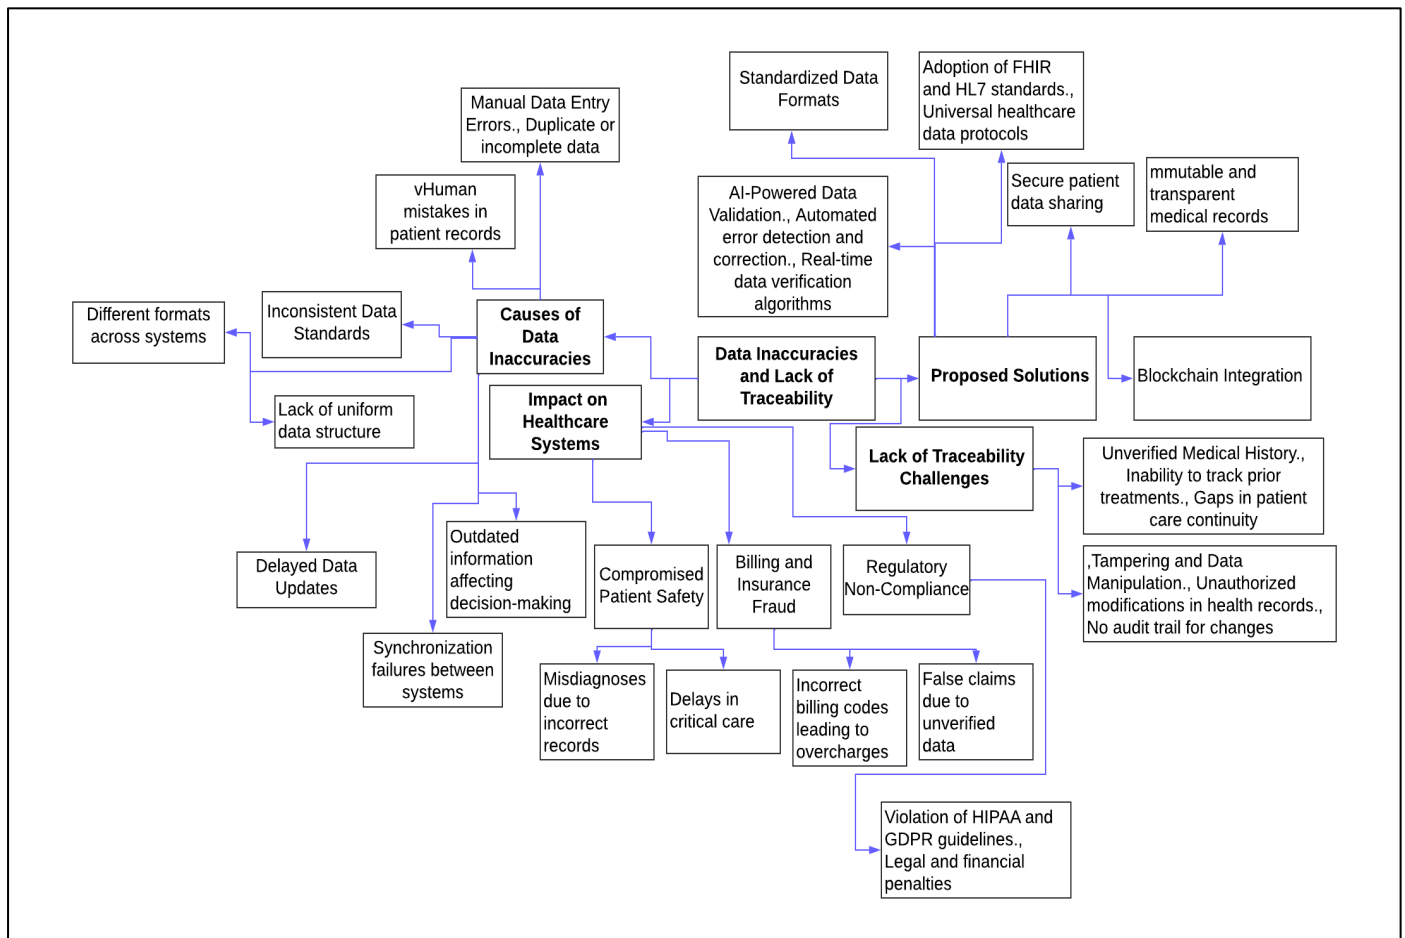 Standardized Data
Formats
Adoption of FHIR
and HL7 standards.,
Universal healthcare
data protocols
Manual Data Entry
Errors., Duplicate or
incomplete data
vHuman
mistakes in
patient records
AI-Powered Data
Validation., Automated
error detection and
correction., Real-time
data verification
algorithms
Secure patient
data sharing
mmutable and
transparent
medical records
Different formats
across systems
Inconsistent Data
Standards
Causes of
Data
Inaccuracies
Data Inaccuracies
and Lack of
Traceability
Proposed Solutions
Blockchain Integration
Lack of uniform
data structure
Impact on
Healthcare
Systems
Lack of Traceability
Challenges
Unverified Medical History.,
Inability to track prior
treatments., Gaps in patient
care continuity
Delayed Data
Updates
Outdated
information
affecting
decision-making
Compromised
Patient Safety
Billing and
Insurance
Fraud
Regulatory
Non-Compliance
,Tampering and Data
Manipulation., Unauthorized
modifications in health records.,
No audit trail for changes
Synchronization
failures between
systems
Misdiagnoses
due to
incorrect
records
Delays in
critical care
Incorrect
billing codes
leading to
overcharges
False claims
due to
unverified
data
Violation of HIPAA and
GDPR guidelines.,
Legal and financial
penalties